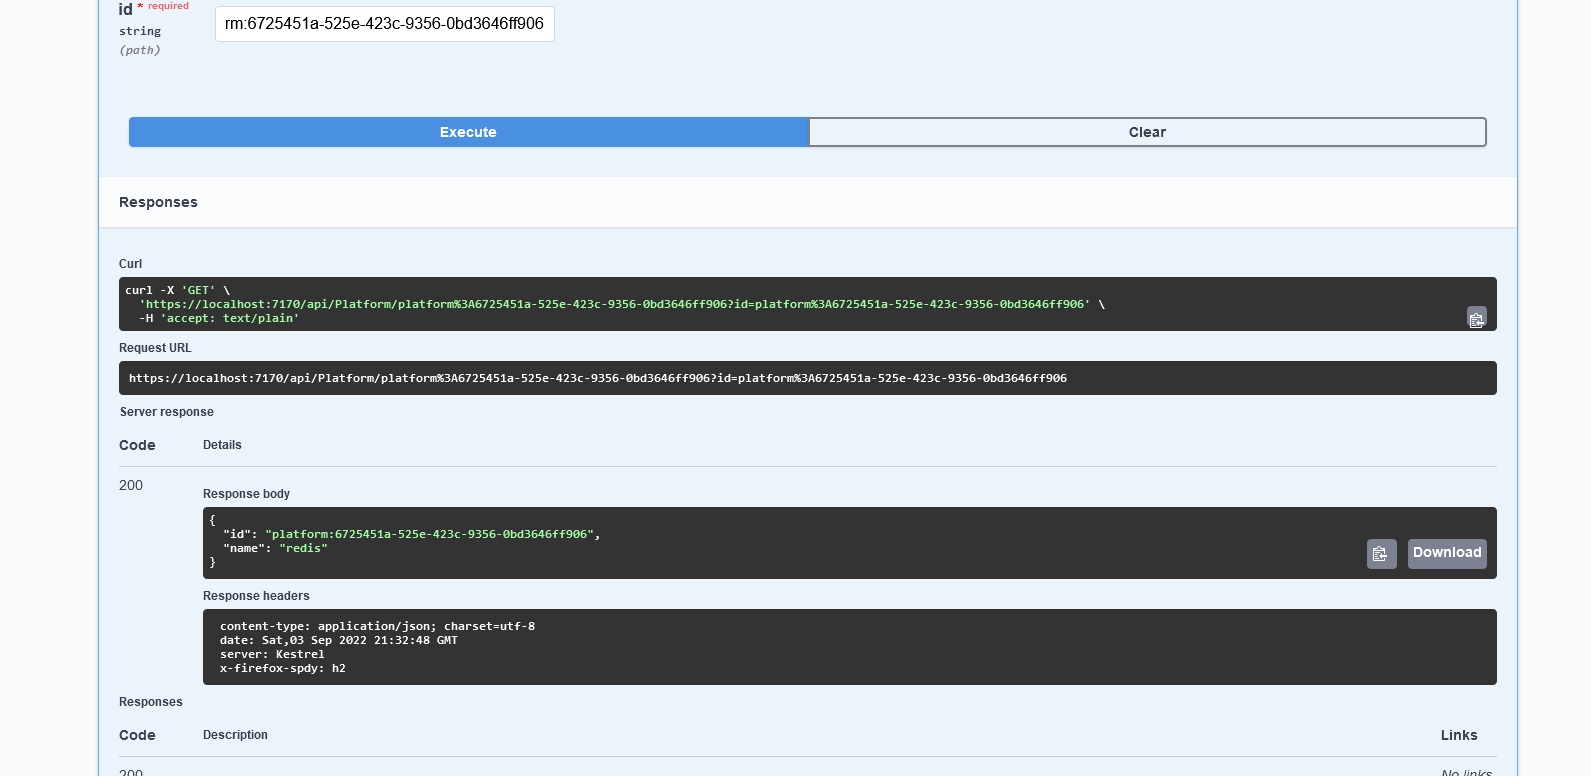 id * required
string
(path)
rm:6725451a-525e-423c-9356-0bd3646ff906
Execute
Clear
Responses
Curl
curl -X 'GET' \
'https://localhost:7170/api/Platform/platform%3A6725451a-525e-423c-9356-0bd3646ff906?id=platform%3A6725451a-525e-423c-9356-0bd3646ff906' \
-H 'accept: text/plain'
Request URL
https://localhost:7170/api/Platform/platform%3A6725451a-525e-423c-9356-0bd3646ff906?id=platform%3A6725451a-525e-423c-9356-0bd3646ff906
Server response
Code Details
200
Response body
{
"id": "platform:6725451a-525e-423c-9356-0bd3646ff906",
"name": "redis"
}
Download
Response headers
content-type: application/json; charset=utf-8
date: Sat,03 Sep 2022 21:32:48 GMT
server: Kestrel
x-firefox-spdy: h2
Responses
Code Description Links
200 No links